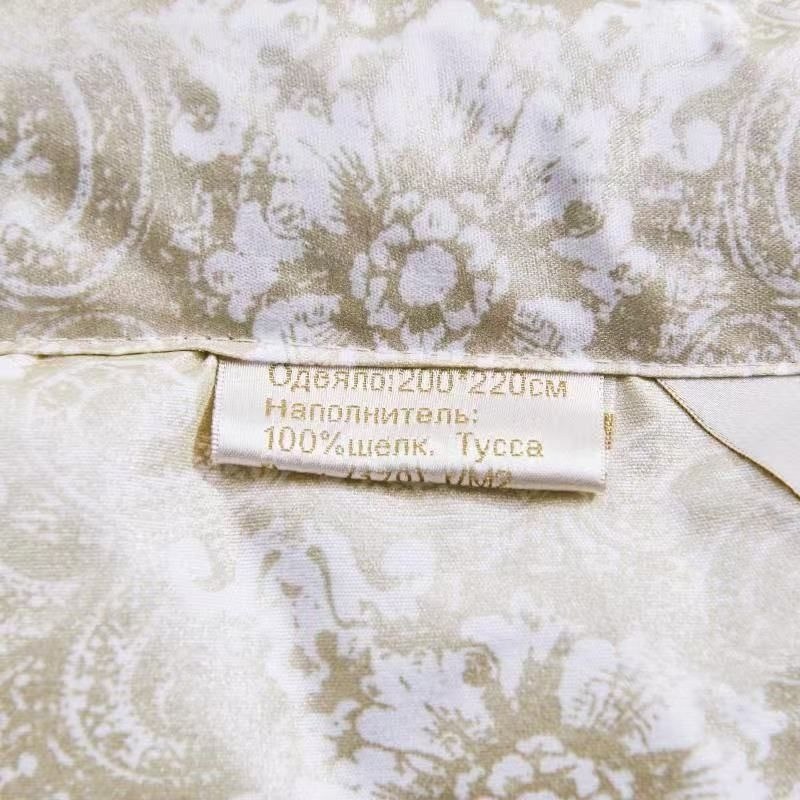 Одеяло:200*220см
Наполнитель:
100%шелк. Тусса